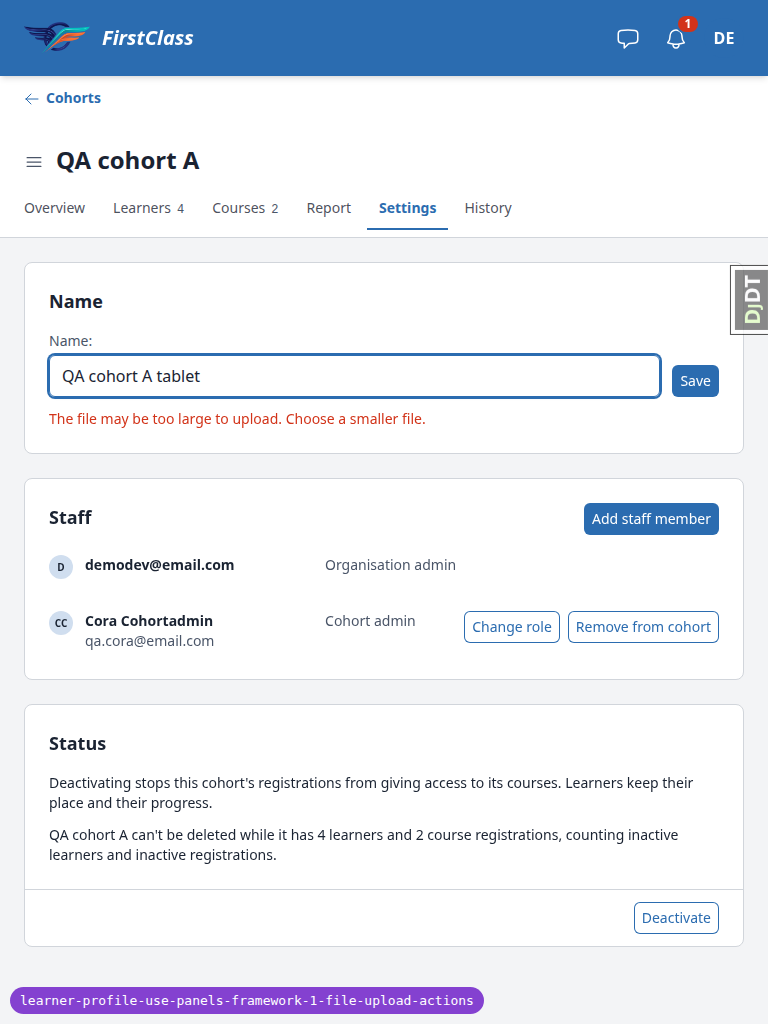 FirstClass
1
DE
Cohorts
QA cohort A
Overview
Learners 4
Courses 2
Report
Settings
History
DjDT
Name
Name:
QA cohort A tablet
Save
The file may be too large to upload. Choose a smaller file.
Staff
Add staff member
D
demodev@email.com
Organisation admin
CC
Cora Cohortadmin
qa.cora@email.com
Cohort admin
Change role
Remove from cohort
Status
Deactivating stops this cohort's registrations from giving access to its courses. Learners keep their
place and their progress.
QA cohort A can't be deleted while it has 4 learners and 2 course registrations, counting inactive
learners and inactive registrations.
Deactivate
learner-profile-use-panels-framework-1-file-upload-actions